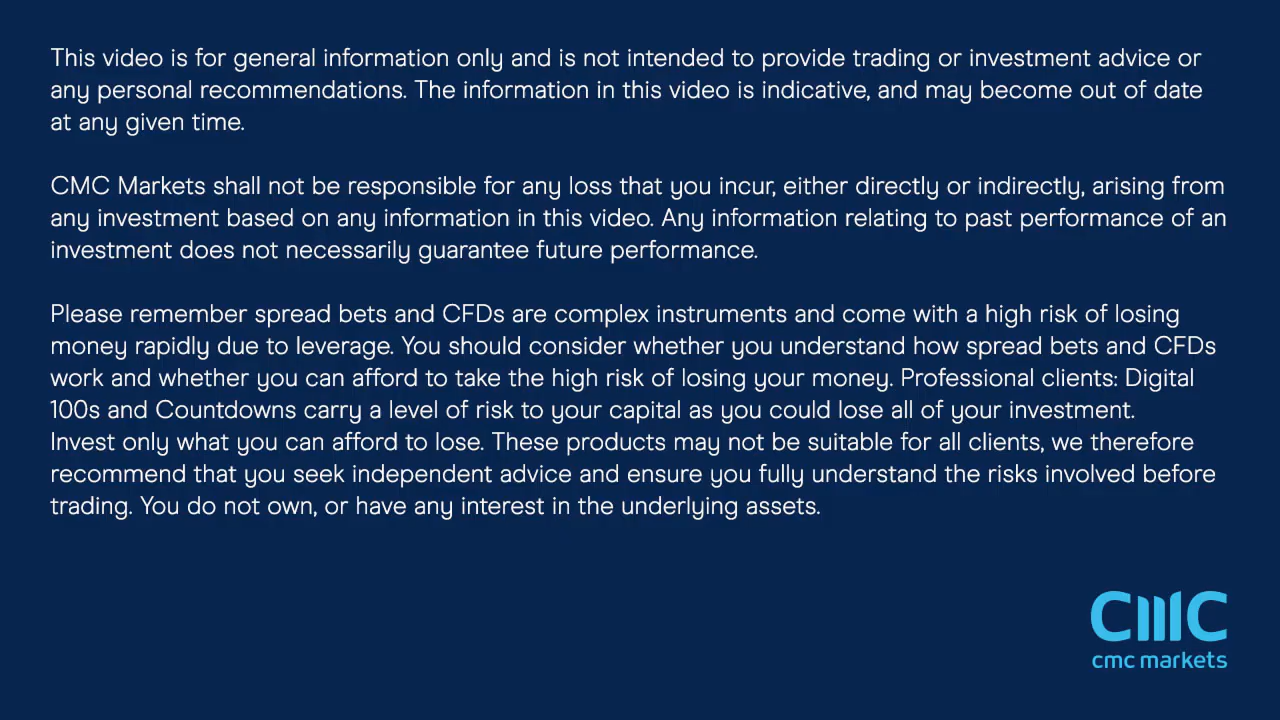 This video is for general information only and is not intended to provide trading or investment advice or
any personal recommendations. The information in this video is indicative, and may become out of date
at any given time.
CMC Markets shall not be responsible for any loss that you incur, either directly or indirectly, arising from
any investment based on any information in this video. Any information relating to past performance of an
investment does not necessarily guarantee future performance.
Please remember spread bets and CFDs are complex instruments and come with a high risk of losing
money rapidly due to leverage. You should consider whether you understand how spread bets and CFDs
work and whether you can afford to take the high risk of losing your money. Professional clients: Digital
100s and Countdowns carry a level of risk to your capital as you could lose all of your investment.
Invest only what you can afford to lose. These products may not be suitable for all clients, we therefore
recommend that you seek independent advice and ensure you fully understand the risks involved before
trading. You do not own, or have any interest in the underlying assets.
CMC
cmc markets